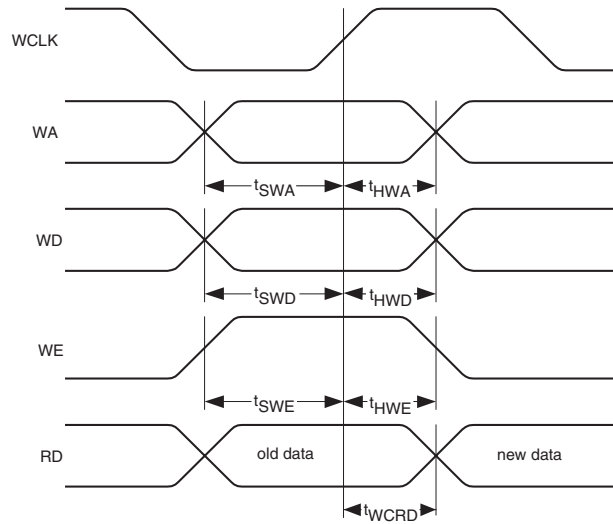 WCLK
WA
tSWA tHWA
WD
tSWD tHWD
WE
tSWE tHWE
RD old data new data
tWCRD